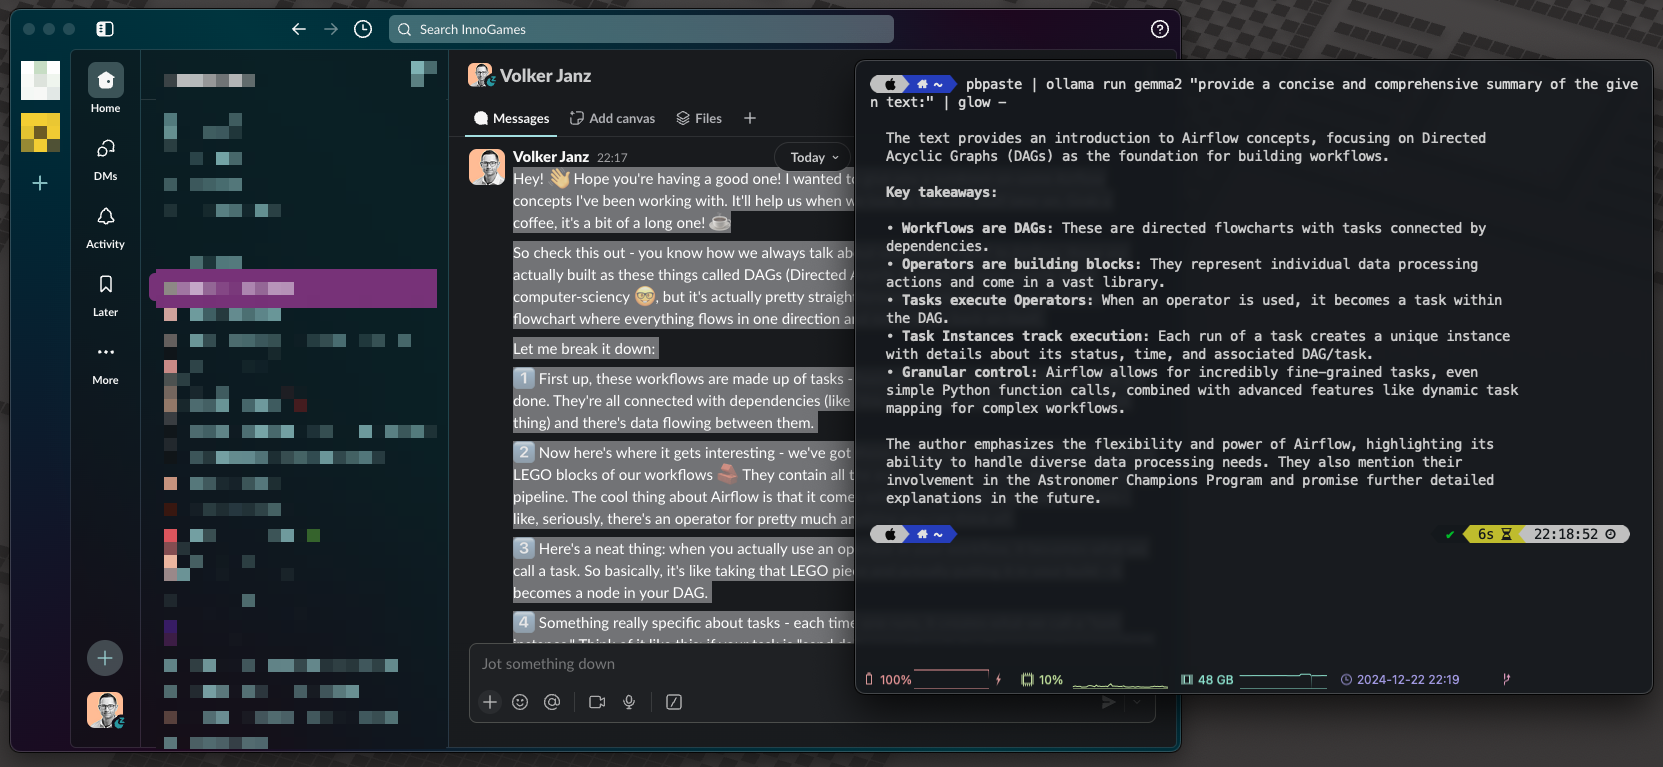 Search InnoGames
Home
DMs
Activity
Later
More
Volker Janz
Messages
Add canvas
Files
Volker Janz 22:17
Today
Hey! 👋 Hope you're having a good one! I wanted to
concepts I've been working with. It'll help us when w
coffee, it's a bit of a long one! ☕
So check this out - you know how we always talk abo
actually built as these things called DAGs (Directed A
computer-sciency 🤓, but it's actually pretty straight
flowchart where everything flows in one direction an
Let me break it down:
1 First up, these workflows are made up of tasks -
done. They're all connected with dependencies (like
thing) and there's data flowing between them.
2 Now here's where it gets interesting - we've got
LEGO blocks of our workflows 🧱 They contain all t
pipeline. The cool thing about Airflow is that it come
like, seriously, there's an operator for pretty much an
3 Here's a neat thing: when you actually use an op
call a task. So basically, it's like taking that LEGO piec
becomes a node in your DAG.
4 Something really specific about tasks - each time
Jot something down
~ pbpaste | ollama run gemma2 "provide a concise and comprehensive summary of the give
n text:" | glow -
The text provides an introduction to Airflow concepts, focusing on Directed
Acyclic Graphs (DAGs) as the foundation for building workflows.
Key takeaways:
• Workflows are DAGs: These are directed flowcharts with tasks connected by
dependencies.
• Operators are building blocks: They represent individual data processing
actions and come in a vast library.
• Tasks execute Operators: When an operator is used, it becomes a task within
the DAG.
• Task Instances track execution: Each run of a task creates a unique instance
with details about its status, time, and associated DAG/task.
• Granular control: Airflow allows for incredibly fine-grained tasks, even
simple Python function calls, combined with advanced features like dynamic task
mapping for complex workflows.
The author emphasizes the flexibility and power of Airflow, highlighting its
ability to handle diverse data processing needs. They also mention their
involvement in the Astronomer Champions Program and promise further detailed
explanations in the future.
~ ✔ 6s 22:18:52
100% 10% 48 GB 2024-12-22 22:19